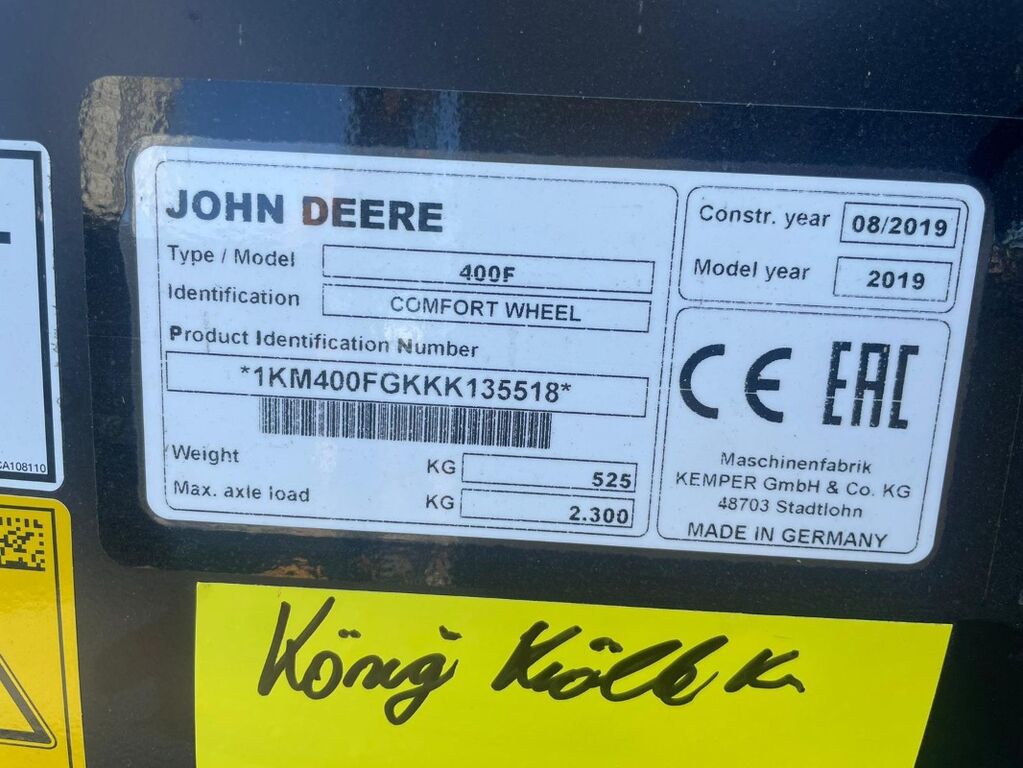 JOHN DEERE
Type / Model 400F
Identification COMFORT WHEEL
Product Identification Number
*1KM400FGKKK135518*
Weight KG 525
Max. axle load KG 2.300
Constr. year 08/2019
Model year 2019
CE EAC
Maschinenfabrik
KEMPER GmbH & Co. KG
48703 Stadtlohn
MADE IN GERMANY
CA108110
König